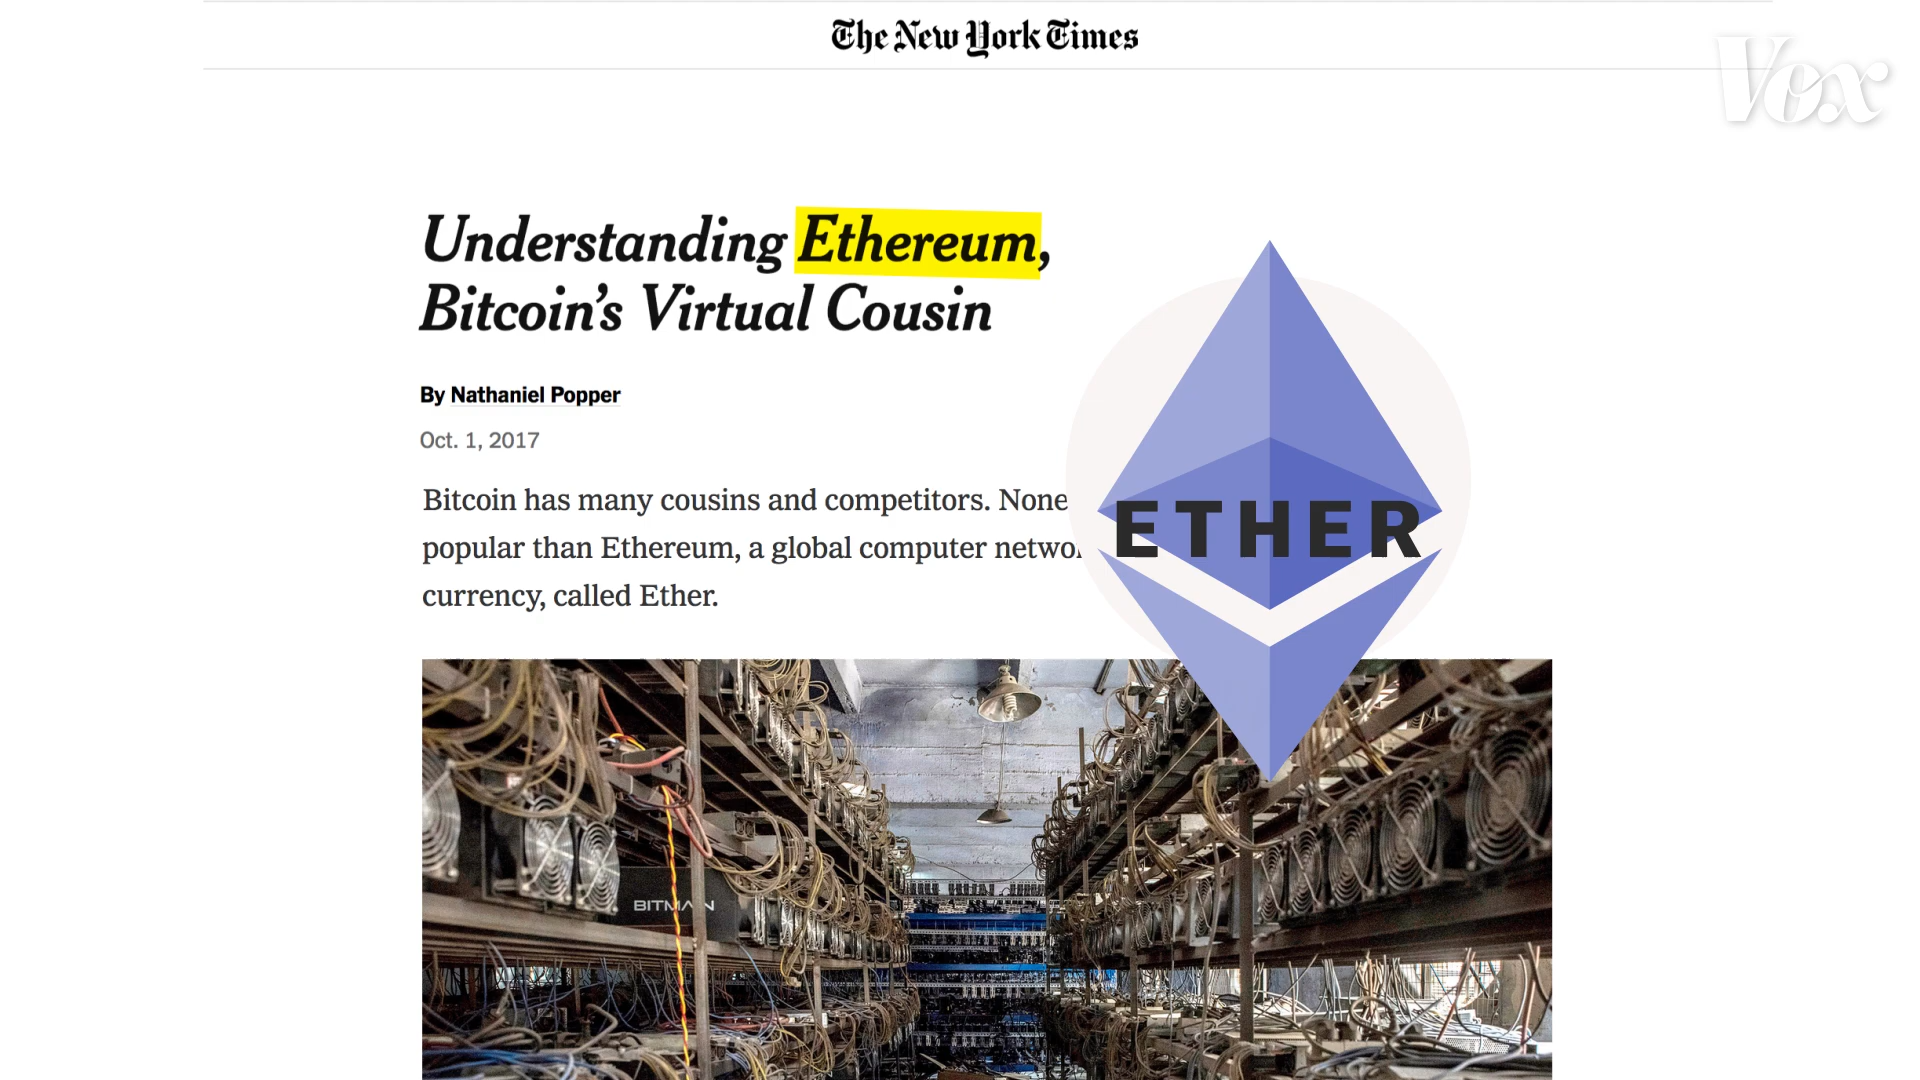 The New York Times
Vox
Understanding Ethereum,
Bitcoin’s Virtual Cousin
By Nathaniel Popper
Oct. 1, 2017
Bitcoin has many cousins and competitors. None
popular than Ethereum, a global computer
currency, called Ether.
ETHER
BITMAIN